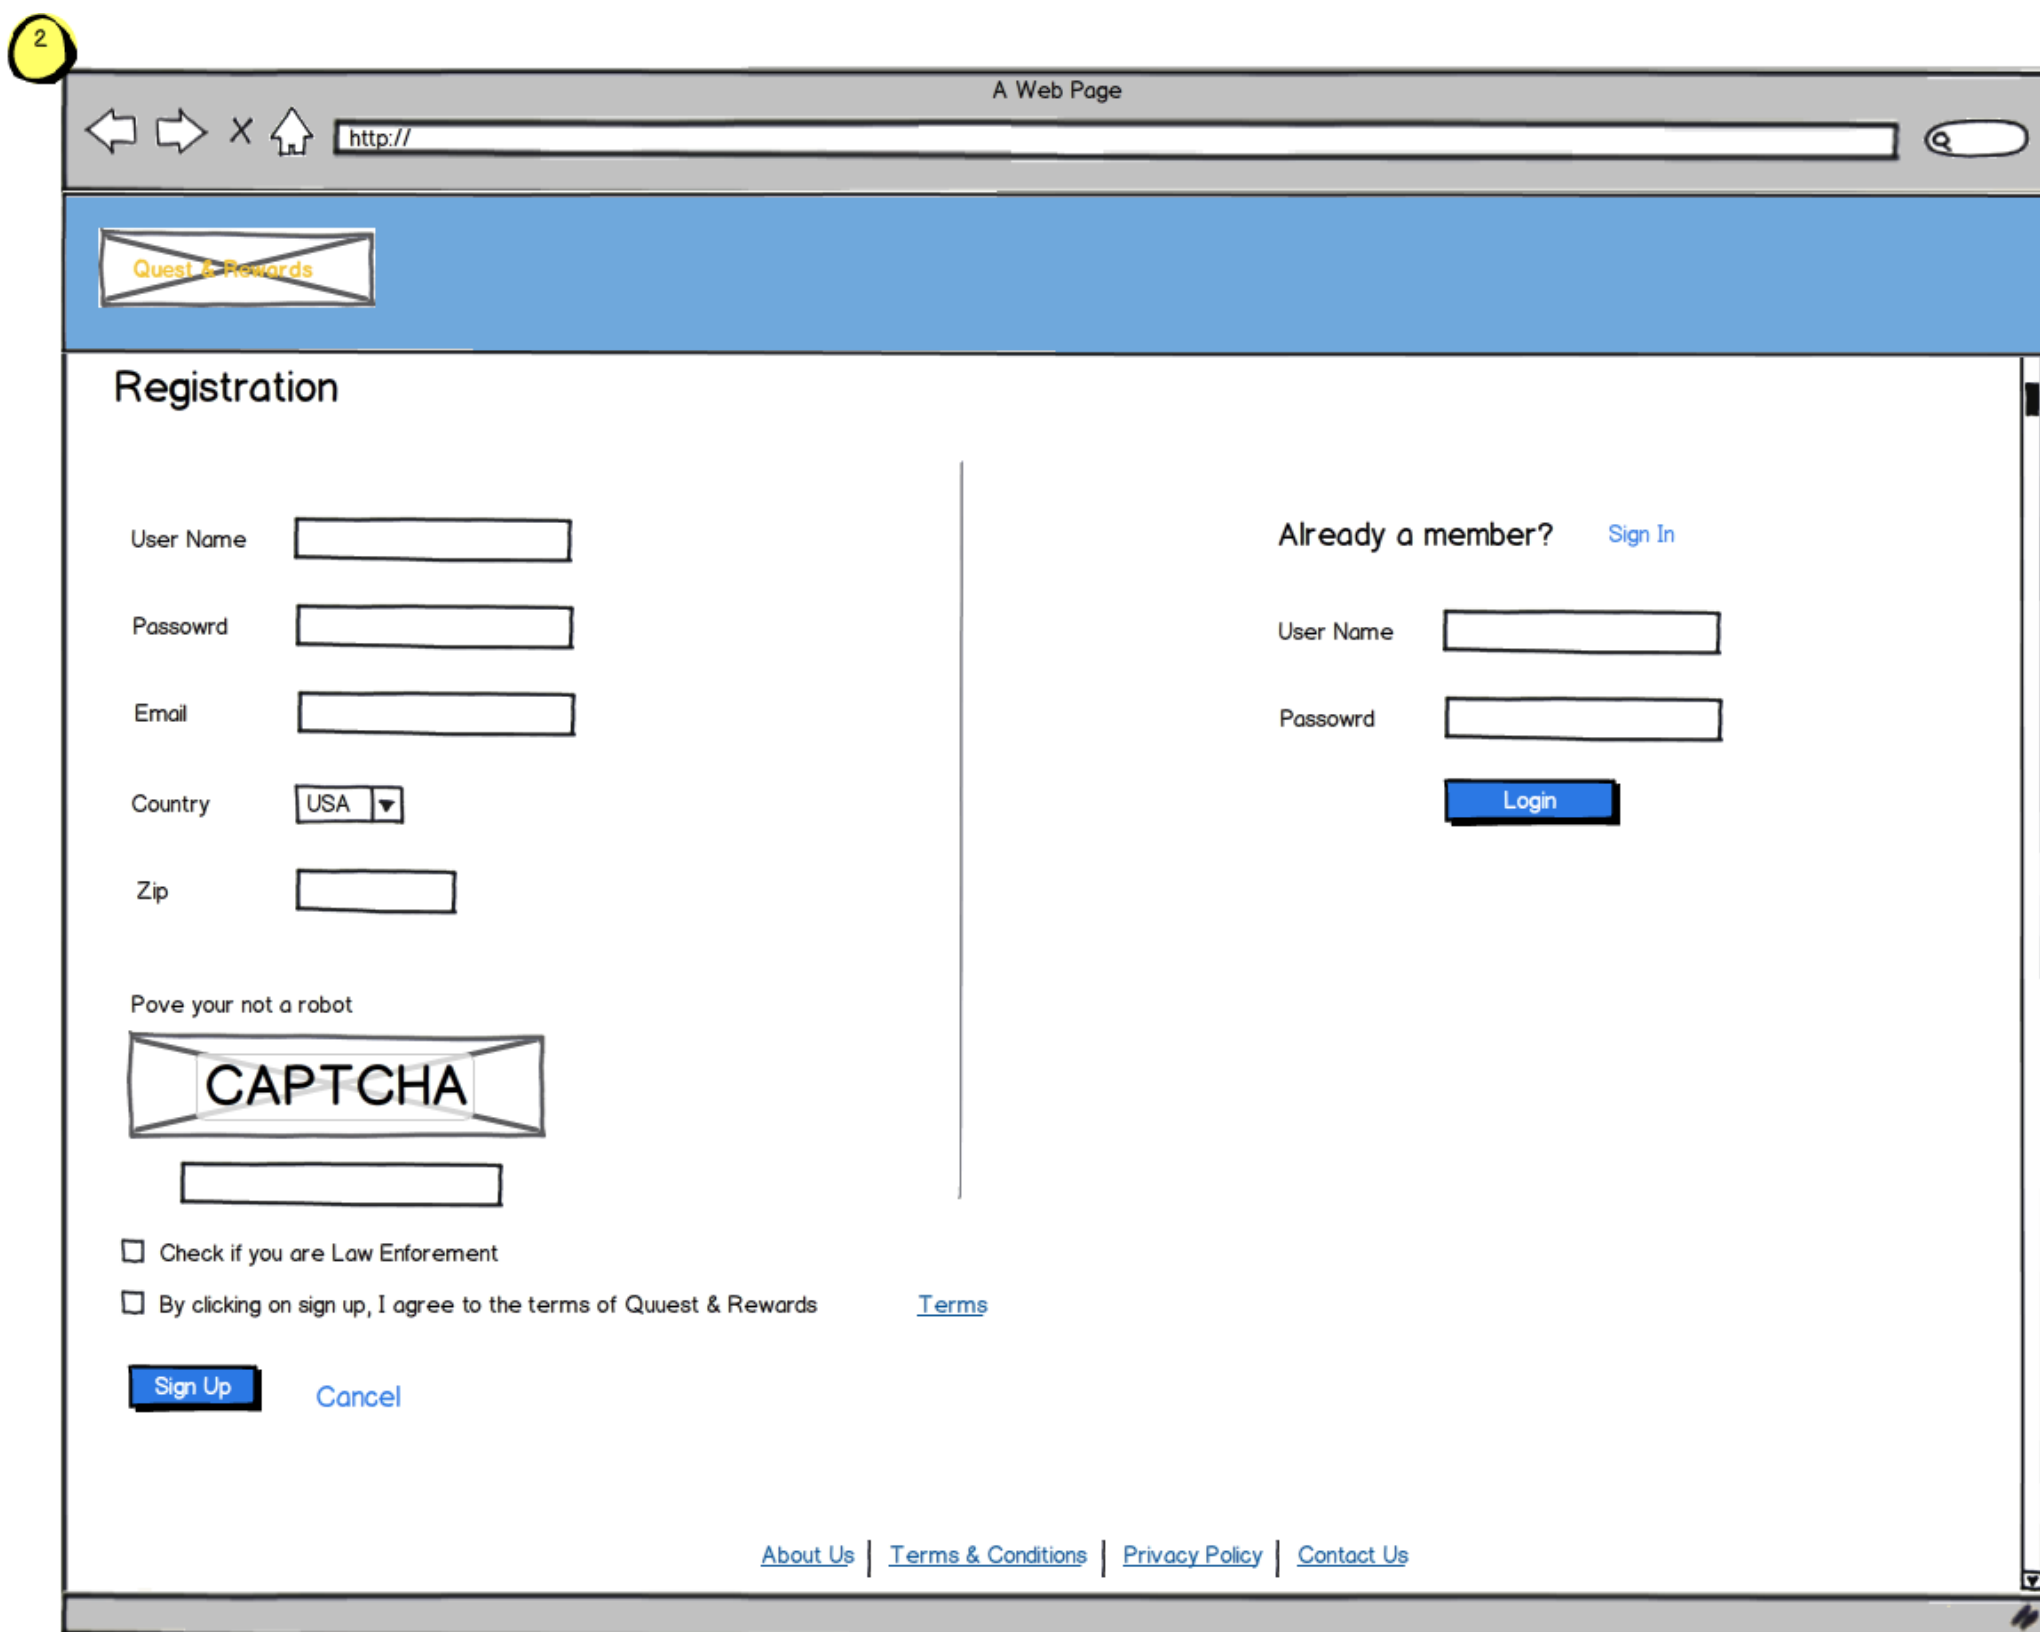 2
A Web Page
http://
Quest & Rewards
Registration
User Name
Passowrd
Email
Country
USA
Zip
Pove your not a robot
CAPTCHA
Check if you are Law Enforement
By clicking on sign up, I agree to the terms of Quuest & Rewards
Terms
Sign Up
Cancel
Already a member?
Sign In
User Name
Passowrd
Login
About Us
Terms & Conditions
Privacy Policy
Contact Us